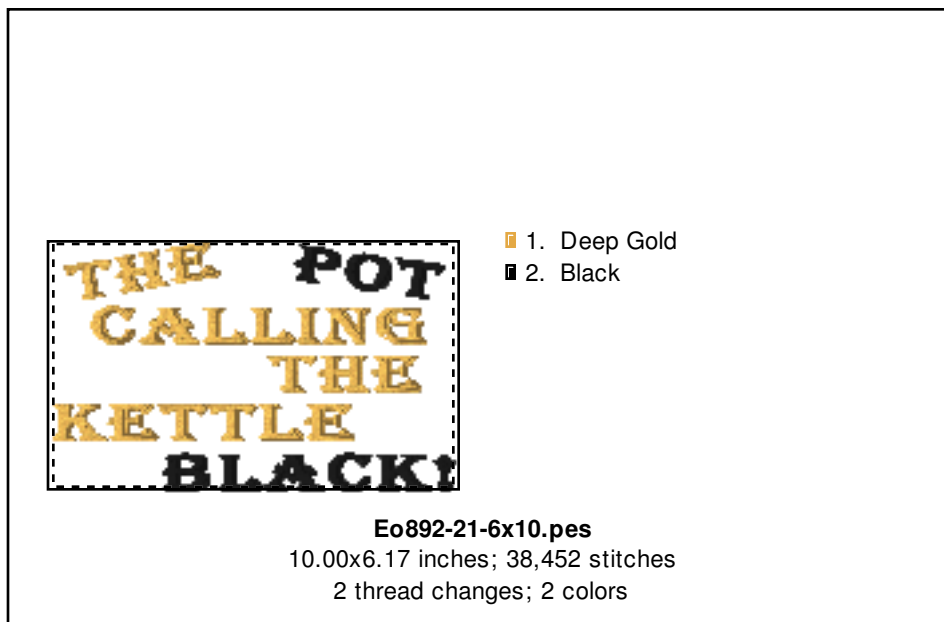 THE POT
CALLING
THE
KETTLE
BLACK!
1. Deep Gold
2. Black
Eo892-21-6x10.pes
10.00x6.17 inches; 38,452 stitches
2 thread changes; 2 colors